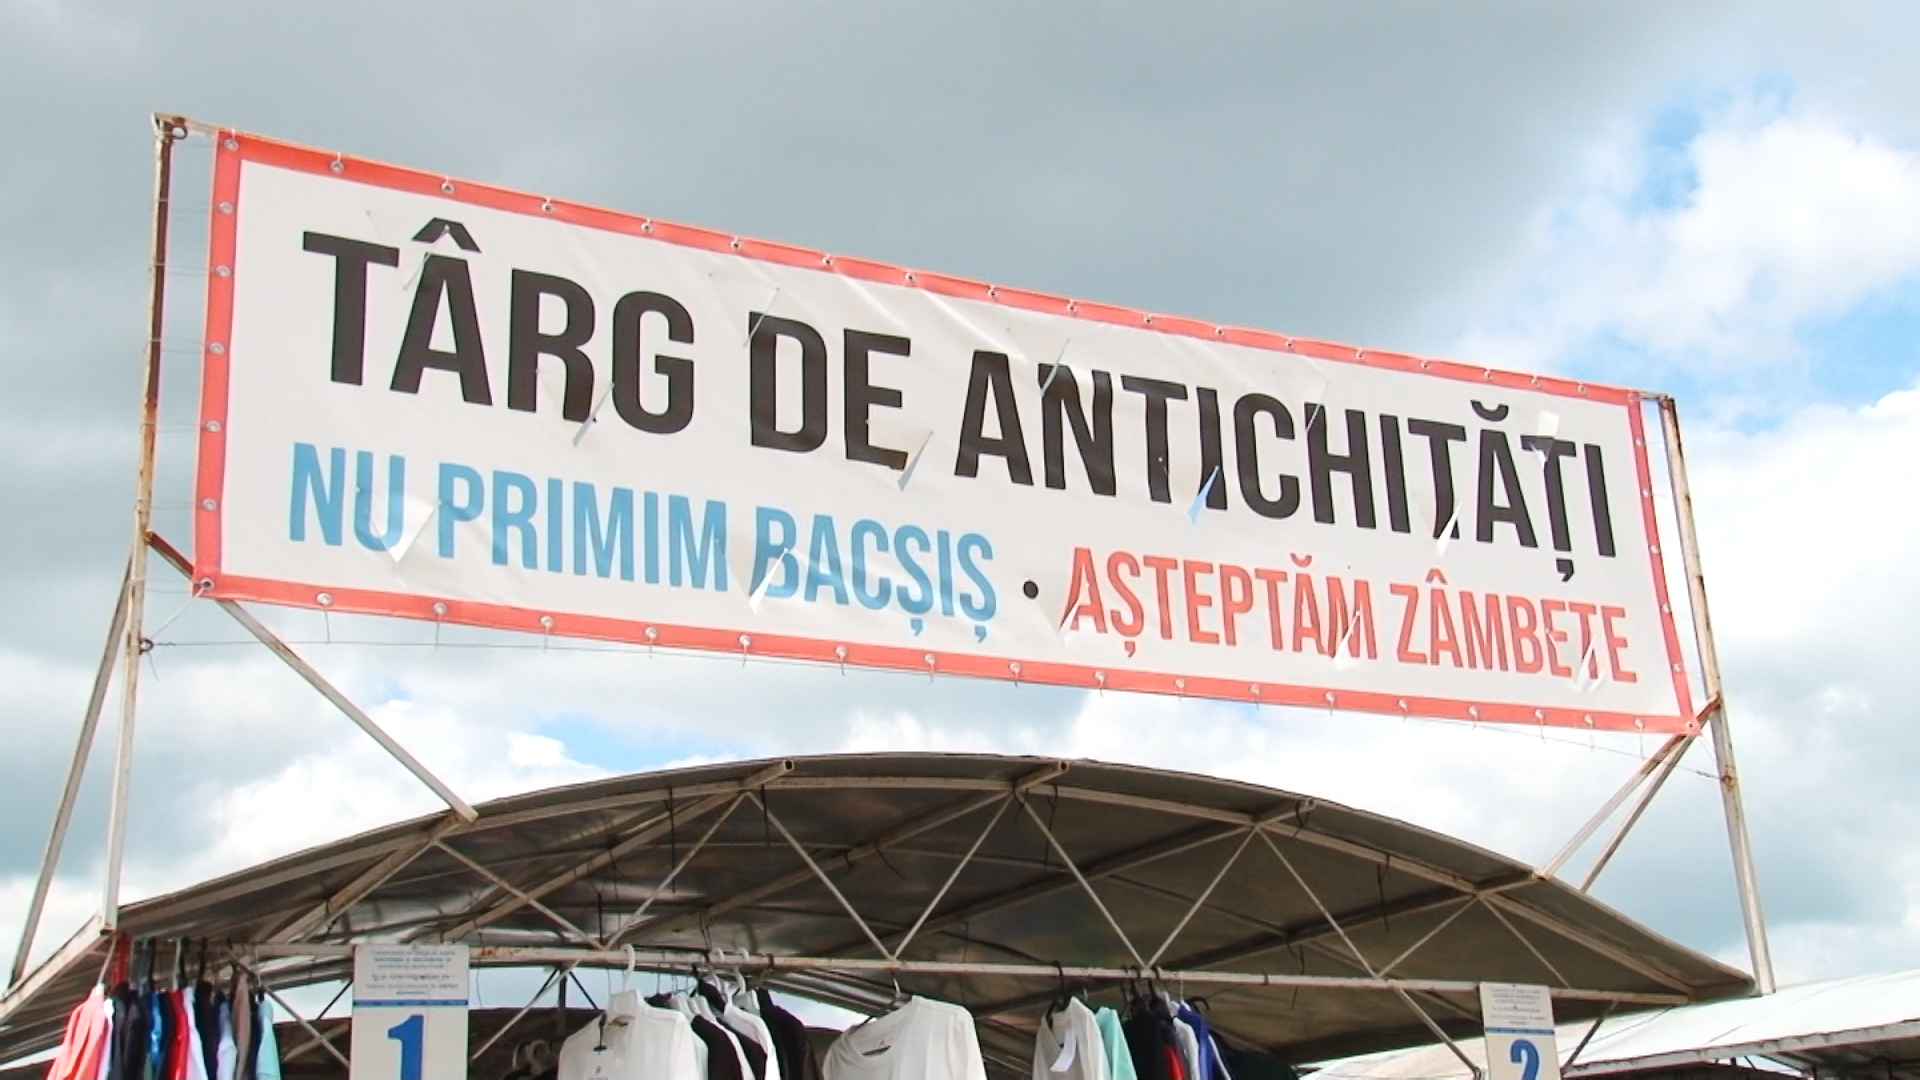 TÂRG DE ANTICHITĂȚI
NU PRIMIM BACȘIȘ • AȘTEPTĂM ZÂMBETE
1
2